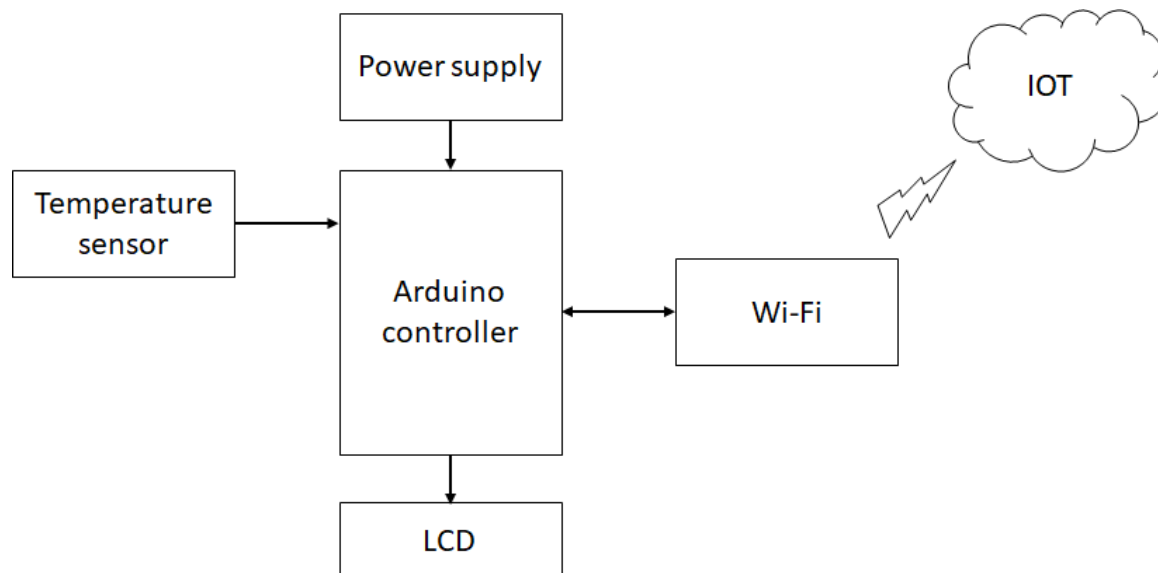 Power supply
IOT
Temperature
sensor
Arduino
controller
Wi-Fi
LCD